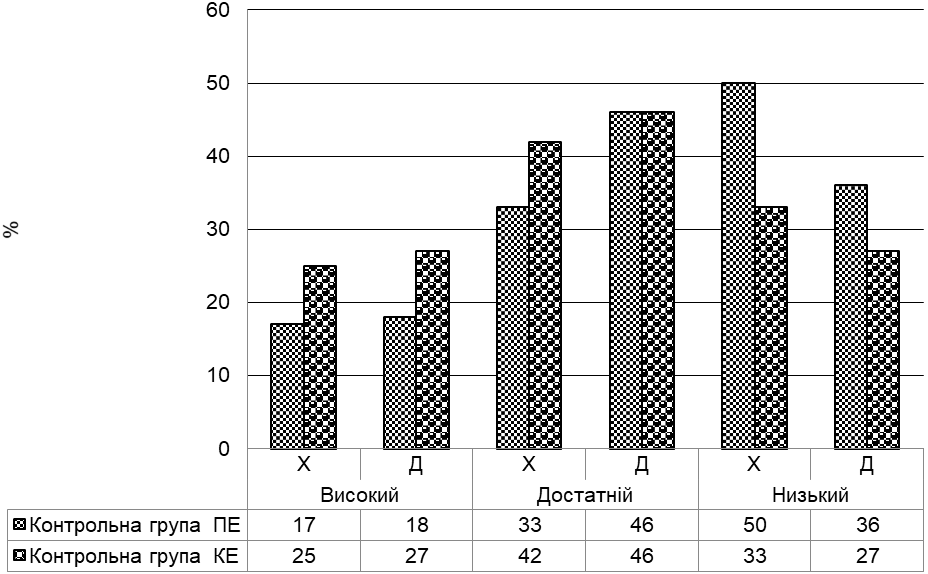 60
50
40
30
20
10
0
%
Х Д Х Д Х Д
Високий Достатній Низький
Контрольна група ПЕ 17 18 33 46 50 36
Контрольна група КЕ 25 27 42 46 33 27